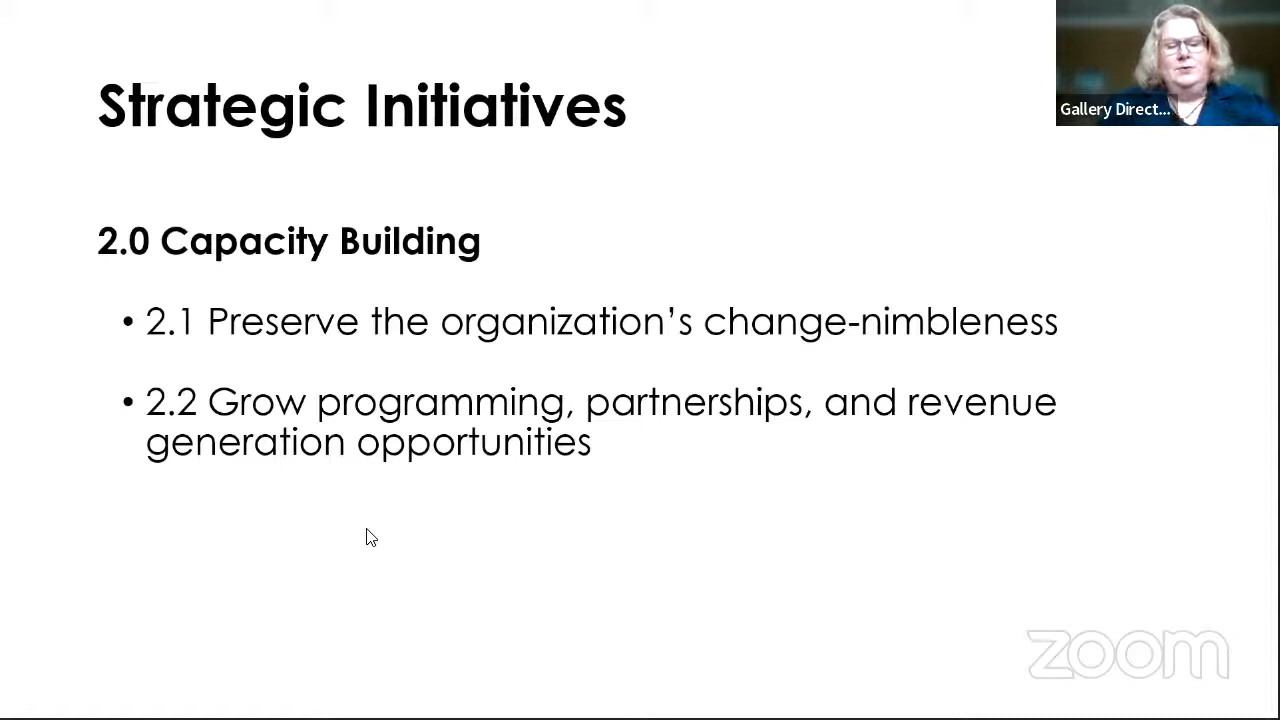 Strategic Initiatives
Gallery Direct...
2.0 Capacity Building
• 2.1 Preserve the organization’s change-nimbleness
• 2.2 Grow programming, partnerships, and revenue
generation opportunities
zoom